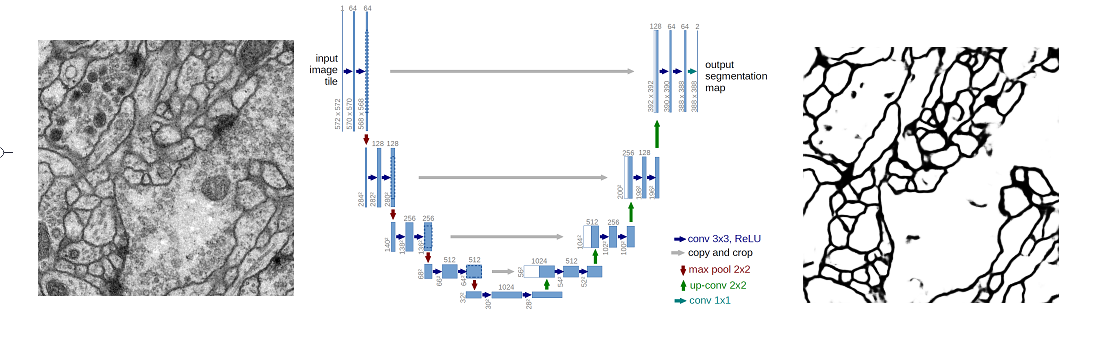 1 64 64
input
image
tile
572 x 572
570 x 570
568 x 568
128 64 64 2
output
segmentation
map
392 x 392
390 x 390
388 x 388
388 x 388
128 128
284²
282²
280²
256 128
200²
198²
196²
256 256
140²
138²
136²
512 256
104²
102²
100²
512 512
68²
66²
64²
1024 512
56²
54²
52²
1024
32²
30²
28²
conv 3x3, ReLU
copy and crop
max pool 2x2
up-conv 2x2
conv 1x1